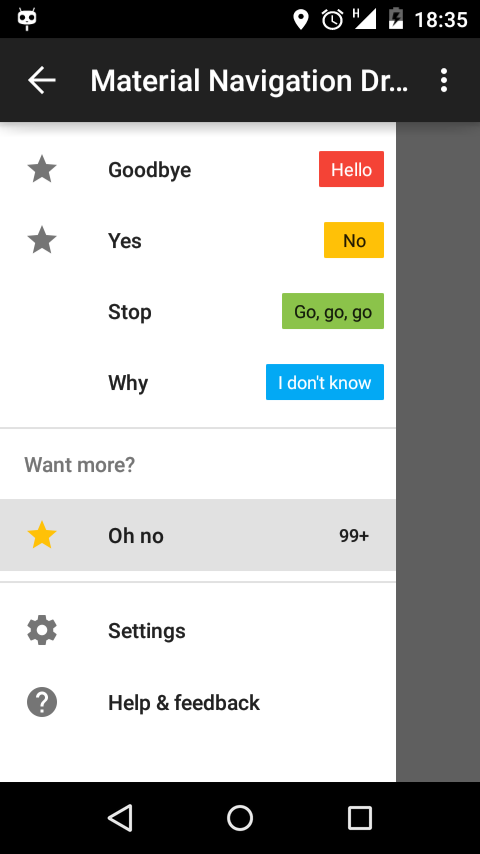 H 18:35
Material Navigation Dr...
Goodbye Hello
Yes No
Stop Go, go, go
Why I don't know
Want more?
Oh no 99+
Settings
Help & feedback